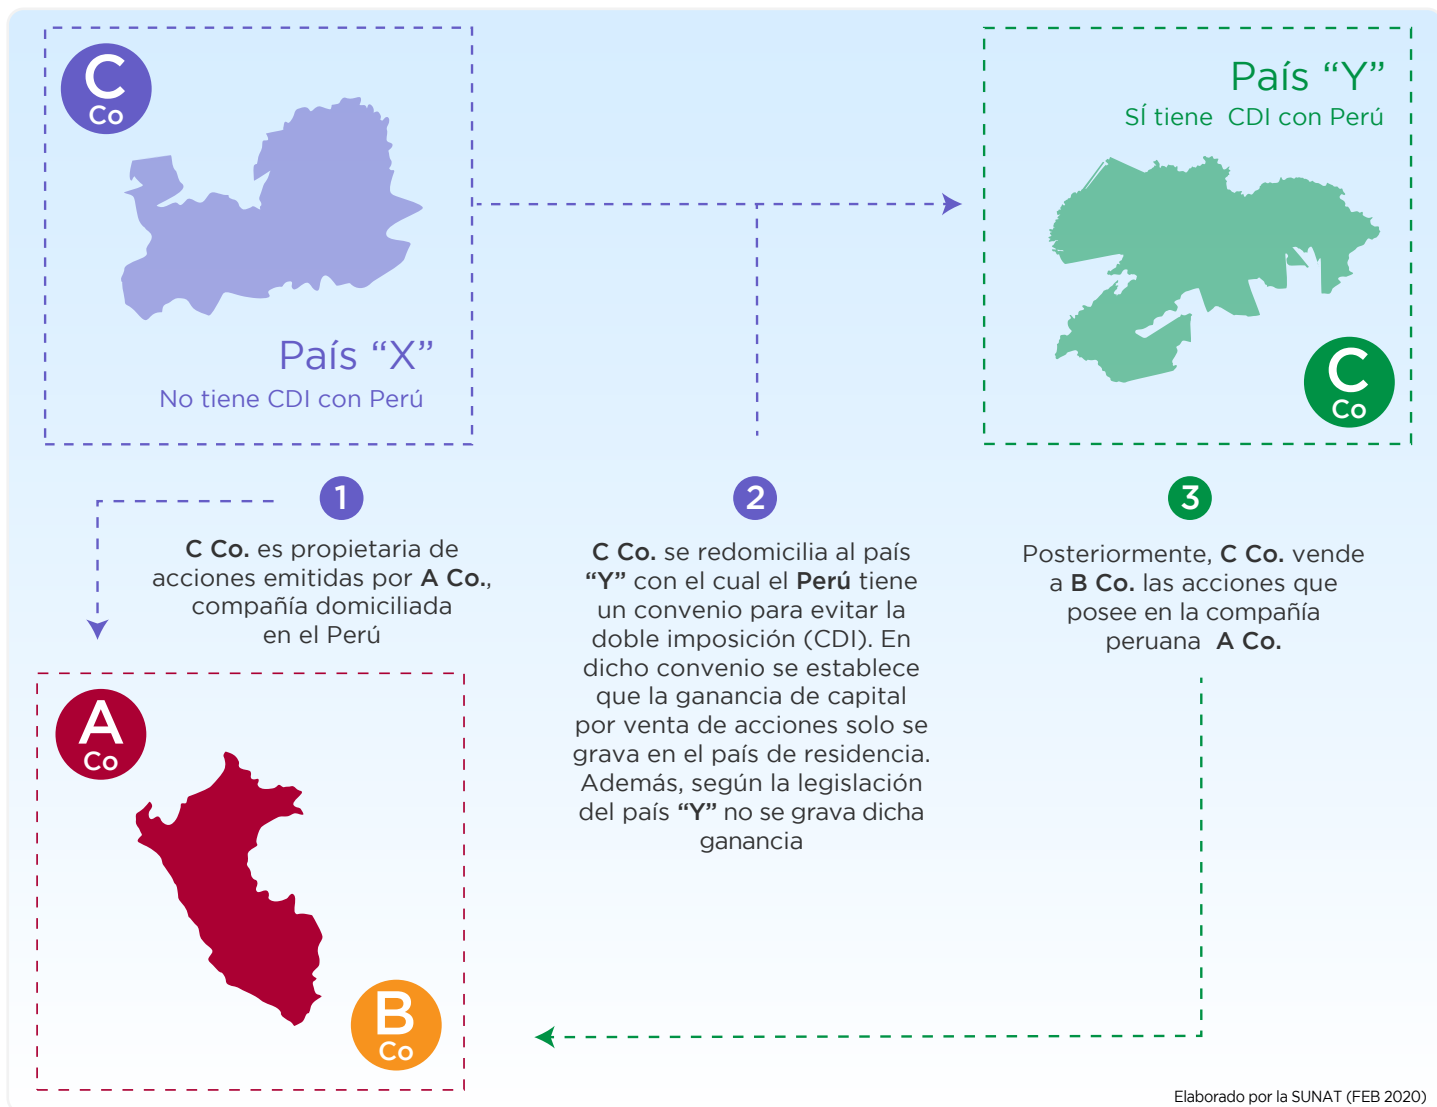 C
Co
País “X”
No tiene CDI con Perú
País “Y”
SÍ tiene CDI con Perú
C
Co
1
C Co. es propietaria de
acciones emitidas por A Co.,
compañía domiciliada
en el Perú
2
C Co. se redomicilia al país
“Y” con el cual el Perú tiene
un convenio para evitar la
doble imposición (CDI). En
dicho convenio se establece
que la ganancia de capital
por venta de acciones solo se
grava en el país de residencia.
Además, según la legislación
del país “Y” no se grava dicha
ganancia
3
Posteriormente, C Co. vende
a B Co. las acciones que
posee en la compañía
peruana A Co.
A
Co
B
Co
Elaborado por la SUNAT (FEB 2020)